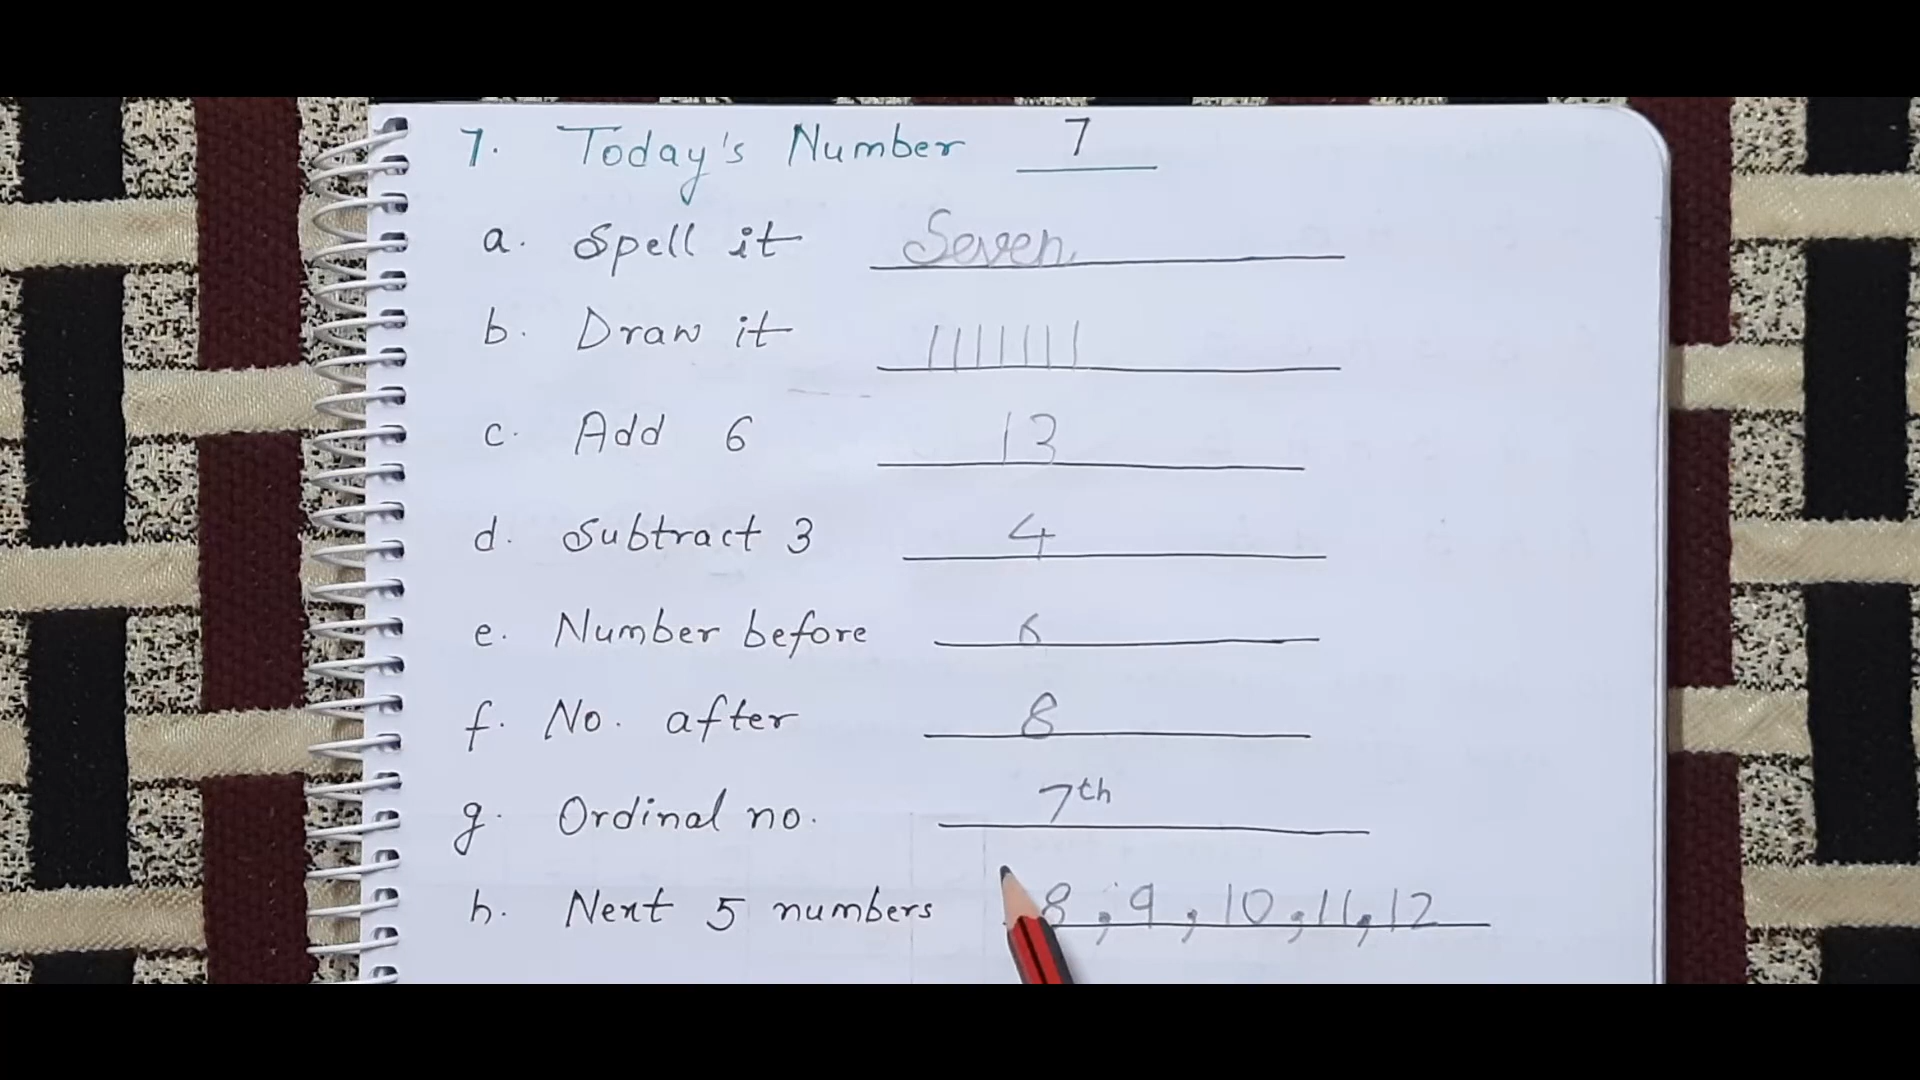 7. Today's Number 7
a. Spell it Seven
b. Draw it |||||||
c. Add 6 13
d. Subtract 3 4
e. Number before 6
f. No. after 8
g. Ordinal no. 7th
h. Next 5 numbers 8, 9, 10, 11, 12